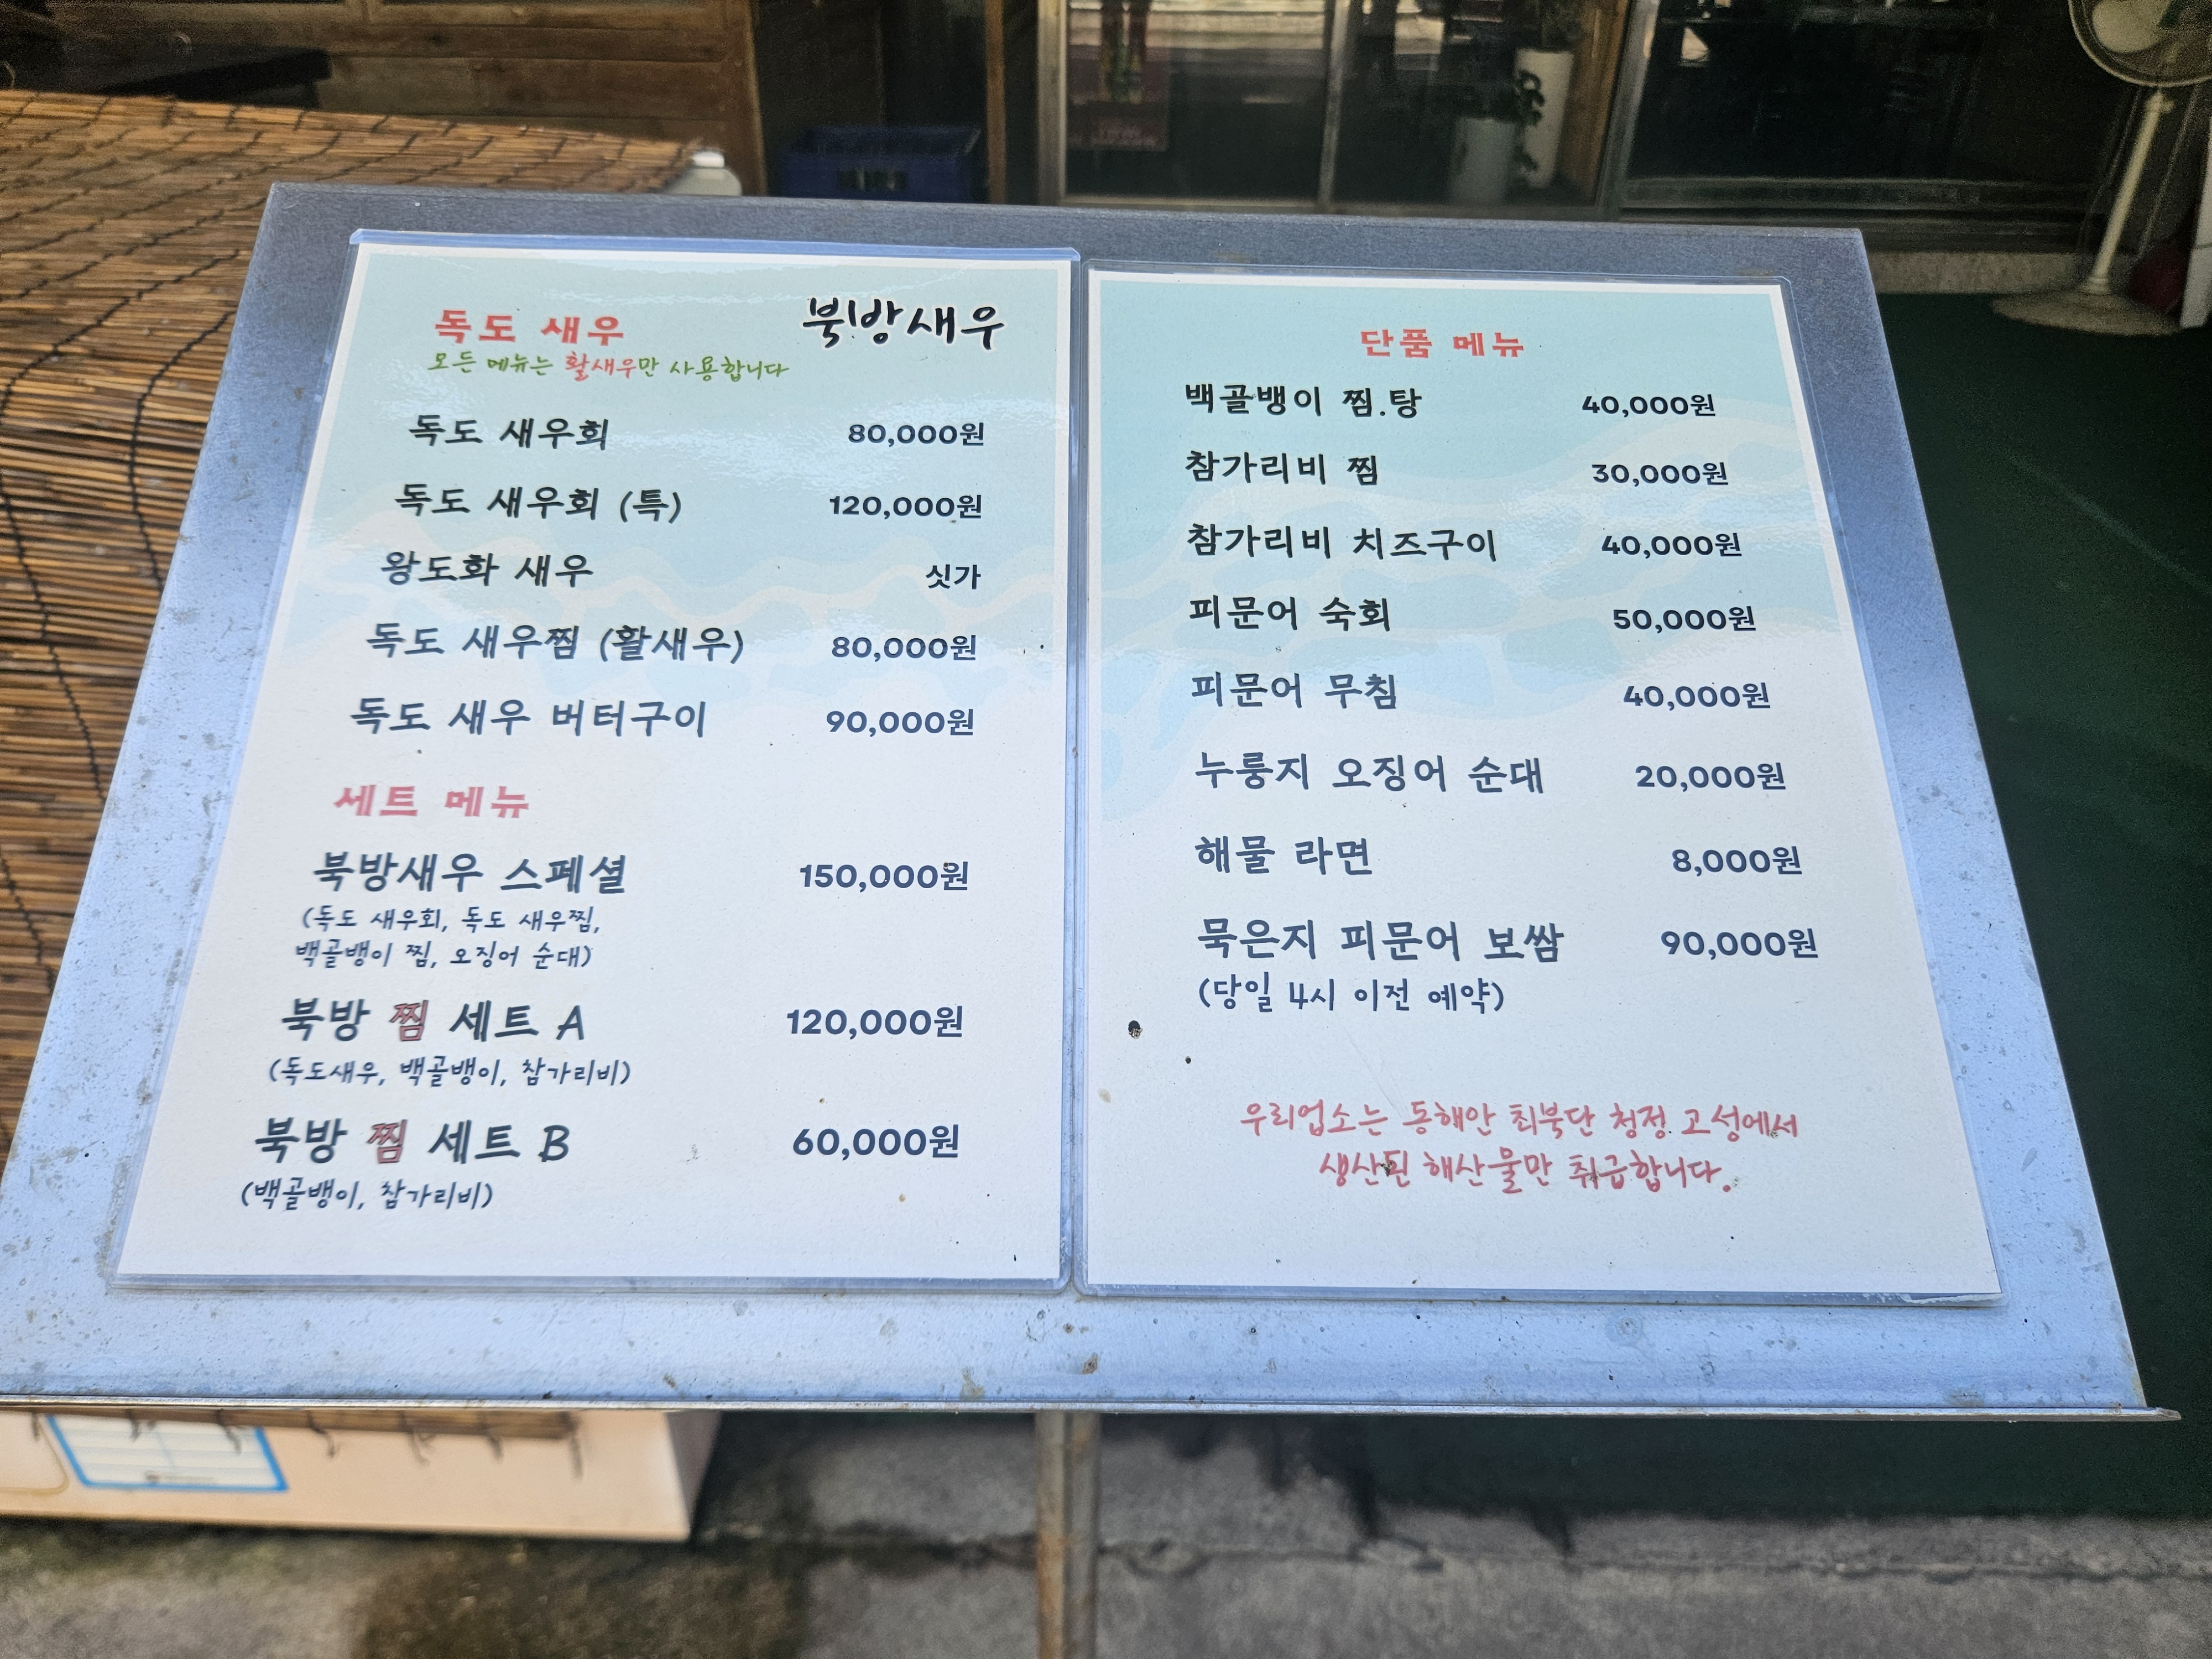 독도 새우
북방새우
모든 메뉴는 활새우만 사용합니다
독도 새우회 80,000원
독도 새우회 (특) 120,000원
왕도화 새우 싯가
독도 새우찜 (활새우) 80,000원
독도 새우 버터구이 90,000원
세트 메뉴
북방새우 스페셜 150,000원
(독도 새우회, 독도 새우찜,
백골뱅이 찜, 오징어 순대)
북방 찜 세트 A 120,000원
(독도새우, 백골뱅이, 참가리비)
북방 찜 세트 B 60,000원
(백골뱅이, 참가리비)
단품 메뉴
백골뱅이 찜.탕 40,000원
참가리비 찜 30,000원
참가리비 치즈구이 40,000원
피문어 숙회 50,000원
피문어 무침 40,000원
누룽지 오징어 순대 20,000원
해물 라면 8,000원
묵은지 피문어 보쌈 90,000원
(당일 4시 이전 예약)
우리업소는 동해안 최북단 청정 고성에서
생산된 해산물만 취급합니다.